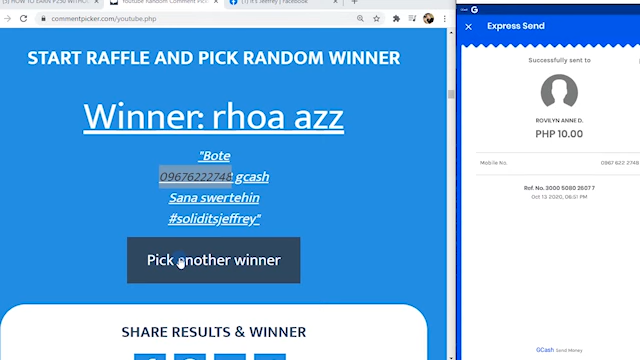 (5) HOW TO EARN P250 WITHOU
Youtube Random Comment Pick
(1) It's Jeffrey | Facebook
commentpicker.com/youtube.php
START RAFFLE AND PICK RANDOM WINNER
Winner: rhoa azz
"Bote
09676222748 gcash
Sana swertehin
#soliditsjeffrey"
Pick another winner
SHARE RESULTS & WINNER
Express Send
Successfully sent to
ROVILYN ANNE D.
PHP 10.00
Mobile No.
0967 622 2748
Ref. No. 3000 5080 26077
Oct 13 2020, 06:51 PM
GCash Send Money